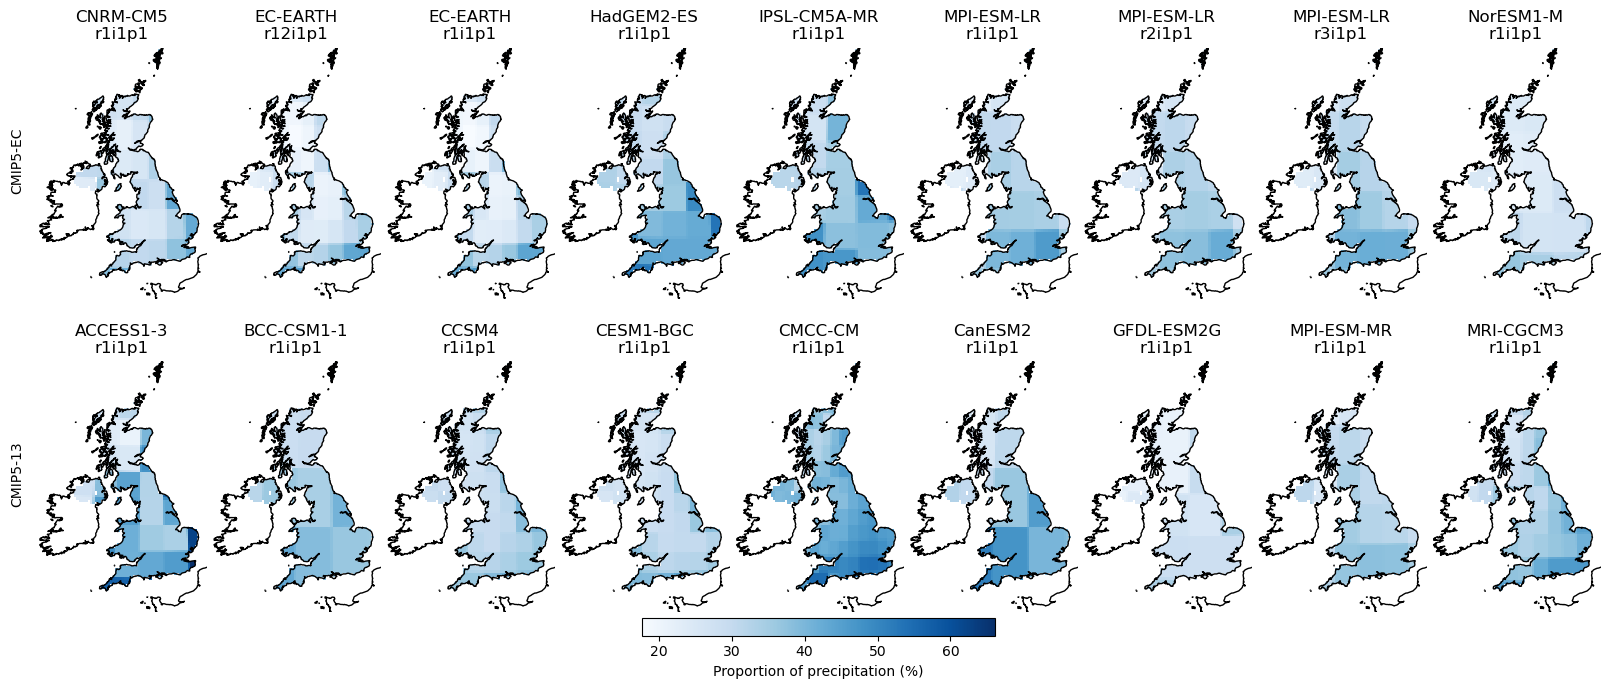 CNRM-CM5 EC-EARTH EC-EARTH HadGEM2-ES IPSL-CM5A-MR MPI-ESM-LR MPI-ESM-LR MPI-ESM-LR NorESM1-M
r1i1p1 r12i1p1 r1i1p1 r1i1p1 r1i1p1 r1i1p1 r2i1p1 r3i1p1 r1i1p1
CMIP5-EC
ACCESS1-3 BCC-CSM1-1 CCSM4 CESM1-BGC CMCC-CM CanESM2 GFDL-ESM2G MPI-ESM-MR MRI-CGCM3
r1i1p1 r1i1p1 r1i1p1 r1i1p1 r1i1p1 r1i1p1 r1i1p1 r1i1p1 r1i1p1
CMIP5-13
20 30 40 50 60
Proportion of precipitation (%)